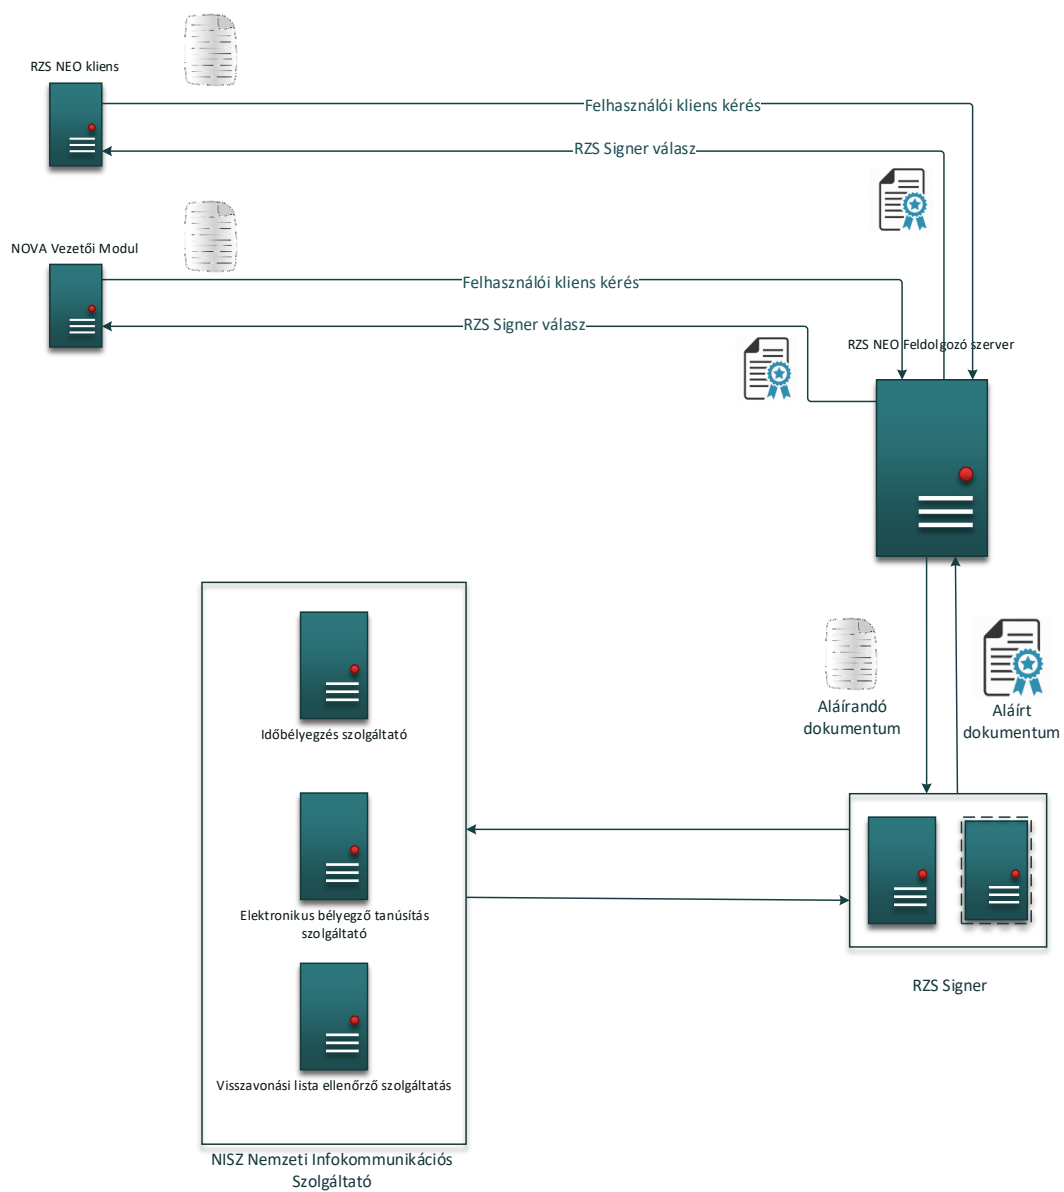 RZS NEO kliens
Felhasználói kliens kérés
RZS Signer válasz
NOVA Vezetői Modul
Felhasználói kliens kérés
RZS Signer válasz
RZS NEO Feldolgozó szerver
Aláírandó
dokumentum
Aláírt
dokumentum
Időbélyegzés szolgáltató
Elektronikus bélyegző tanúsítás
szolgáltató
RZS Signer
Visszavonási lista ellenőrző szolgáltatás
NISZ Nemzeti Infokommunikációs
Szolgáltató